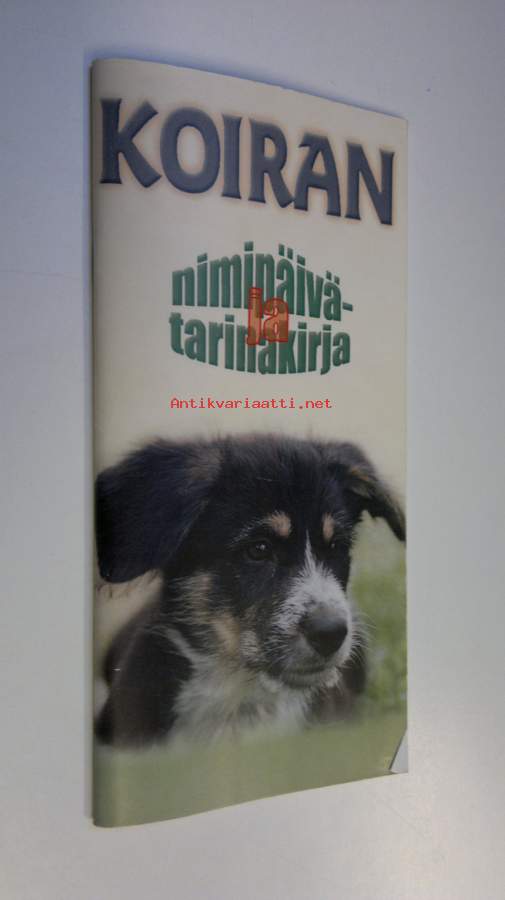 KOIRAN
nimipäivä-
ja
tarinakirja
Antikvariaatti.net